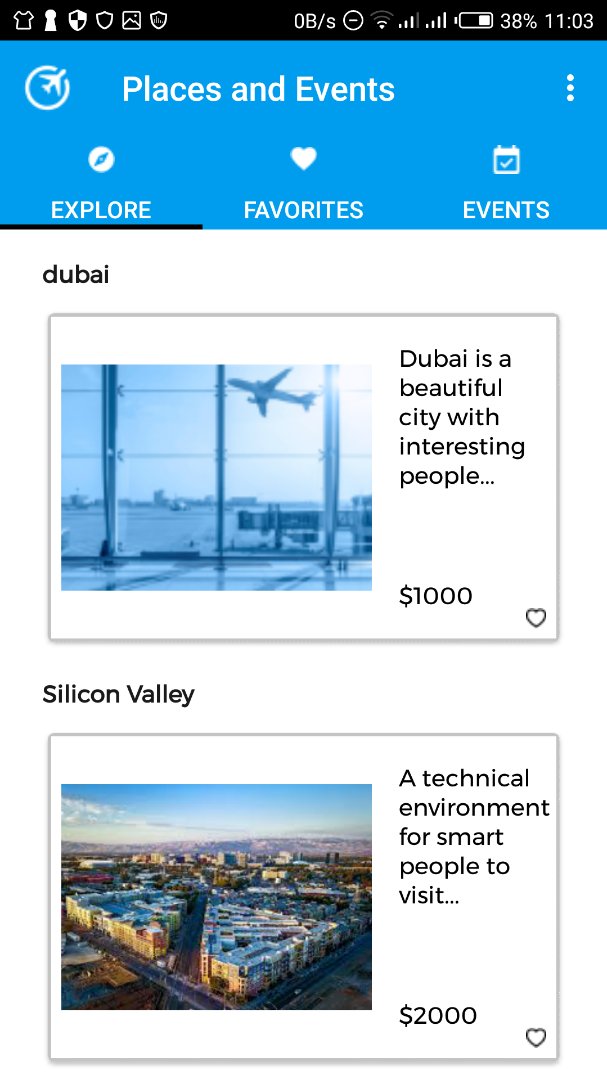 0B/s 38% 11:03
Places and Events
EXPLORE FAVORITES EVENTS
dubai
Dubai is a
beautiful
city with
interesting
people...
$1000
Silicon Valley
A technical
environment
for smart
people to
visit...
$2000